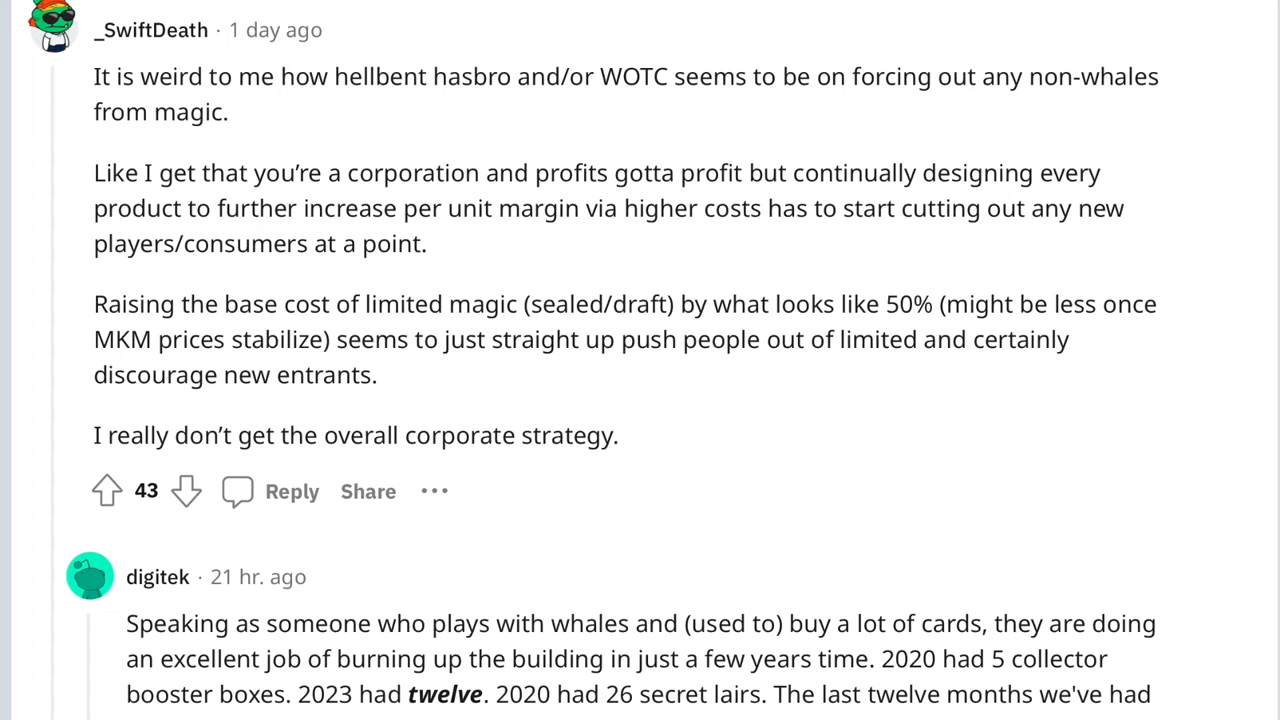 _SwiftDeath · 1 day ago
It is weird to me how hellbent hasbro and/or WOTC seems to be on forcing out any non-whales
from magic.
Like I get that you’re a corporation and profits gotta profit but continually designing every
product to further increase per unit margin via higher costs has to start cutting out any new
players/consumers at a point.
Raising the base cost of limited magic (sealed/draft) by what looks like 50% (might be less once
MKM prices stabilize) seems to just straight up push people out of limited and certainly
discourage new entrants.
I really don’t get the overall corporate strategy.
43 Reply Share ···
digitek · 21 hr. ago
Speaking as someone who plays with whales and (used to) buy a lot of cards, they are doing
an excellent job of burning up the building in just a few years time. 2020 had 5 collector
booster boxes. 2023 had twelve. 2020 had 26 secret lairs. The last twelve months we've had